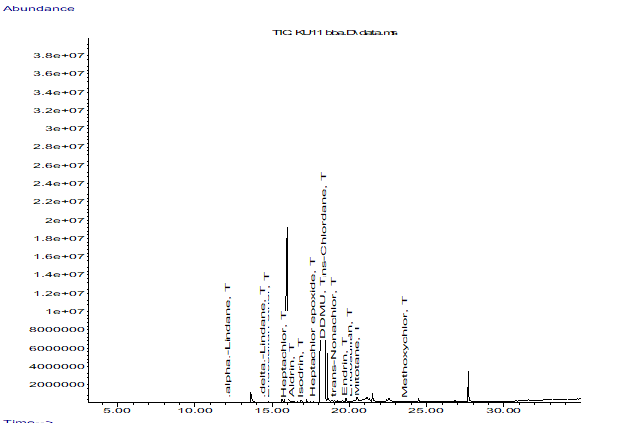 Abundance
TIC: KU11 bba.D\data.ms
3.8e+07
3.6e+07
3.4e+07
3.2e+07
3e+07
2.8e+07
2.6e+07
2.4e+07
2.2e+07
2e+07
1.8e+07
1.6e+07
1.4e+07
1.2e+07
1e+07
8000000
6000000
4000000
2000000
.alpha.-Lindane, T
.delta.-Lindane, T
Heptachlor, T
Aldrin, T
Isodrin, T
Heptachlor epoxide, T
DDMU, Tns-Chlordane, T
trans-Nonachlor, T
Endrin, T
Mitotane, T
Methoxychlor, T
5.00 10.00 15.00 20.00 25.00 30.00
Time-->